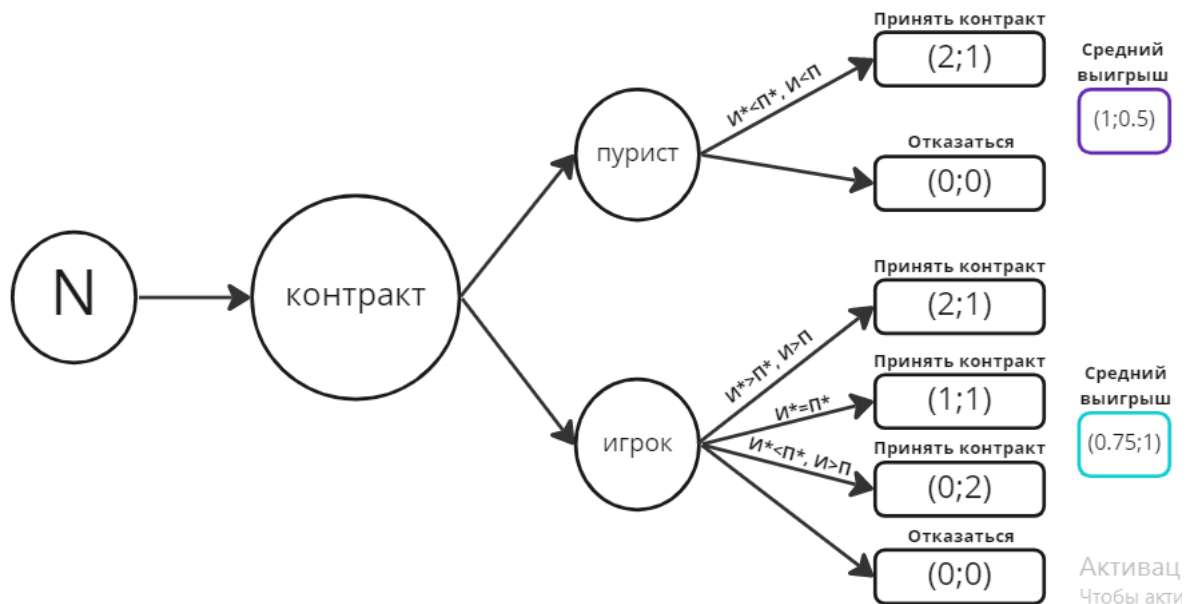 Принять контракт
(2;1)
И*<П*, И<П
Средний
выигрыш
(1;0.5)
пурист
Отказаться
(0;0)
N
контракт
Принять контракт
(2;1)
И*>П*, И>П
Принять контракт
(1;1)
И*=П*
Средний
выигрыш
(0.75;1)
игрок
Принять контракт
И*<П*, И>П
(0;2)
Отказаться
(0;0)
Активац
Чтобы акти